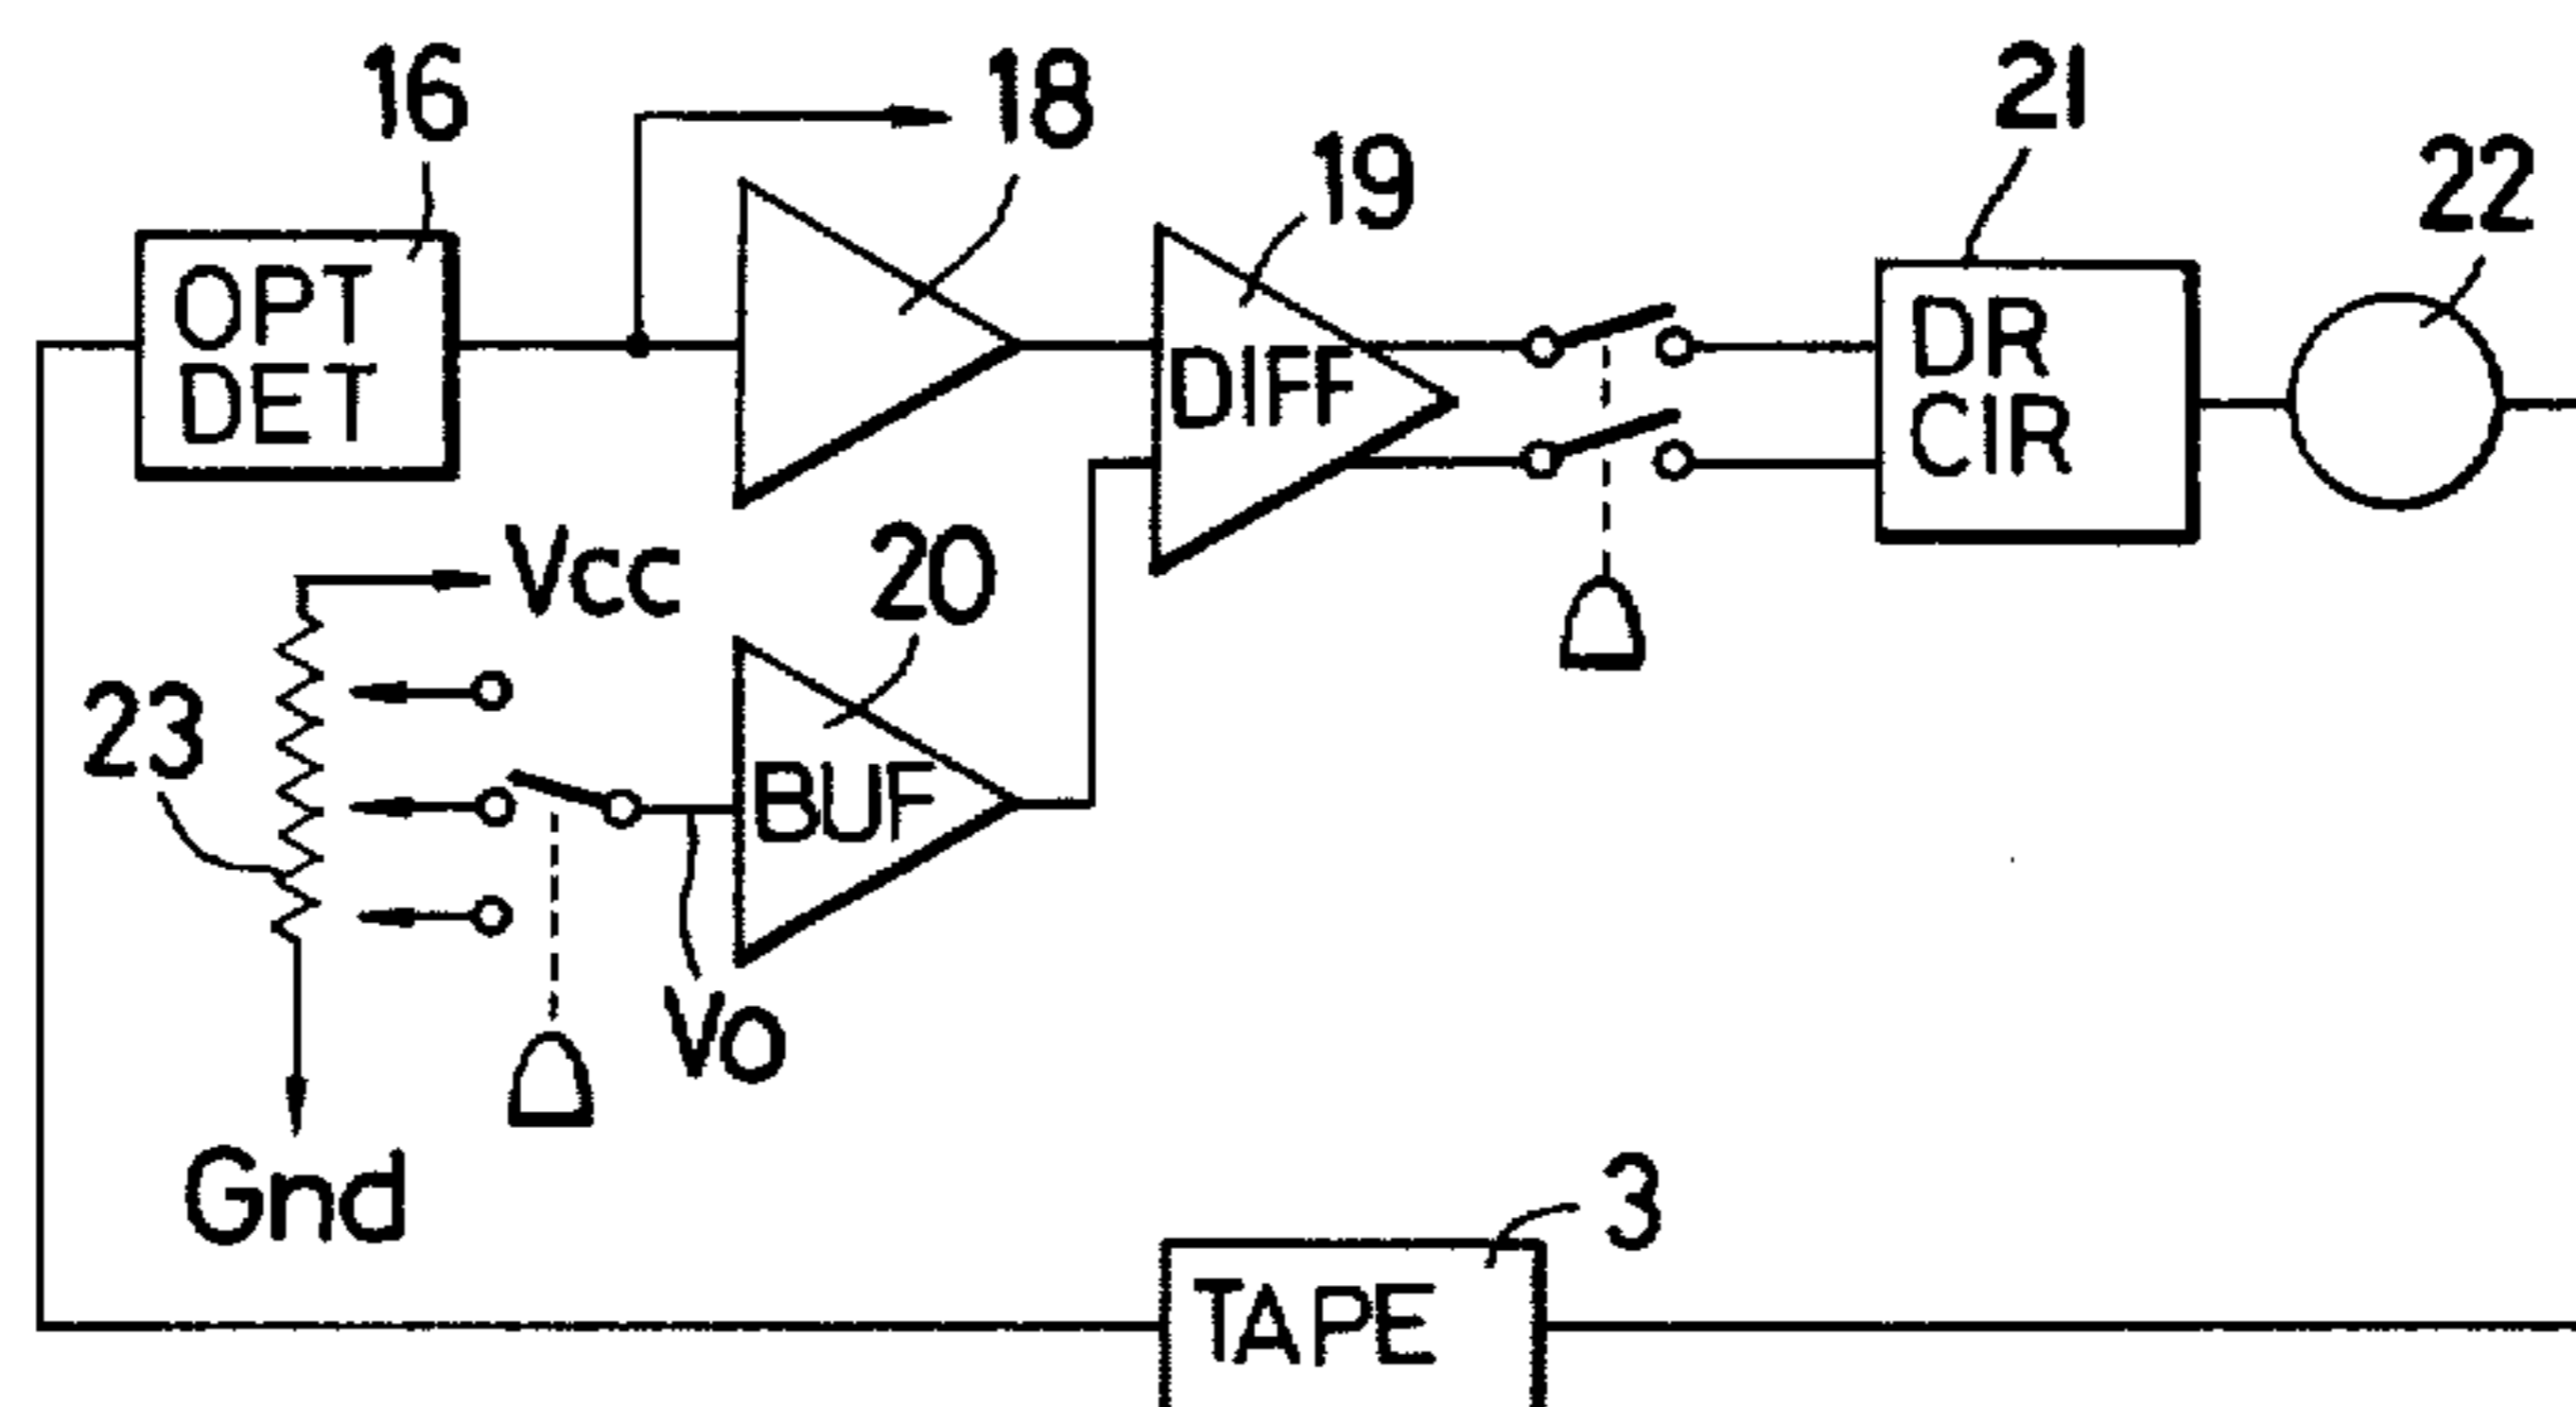 16
18
19
21
22
OPT
DET
DIFF
DR
CIR
Vcc
20
23
BUF
Vo
Gnd
3
TAPE